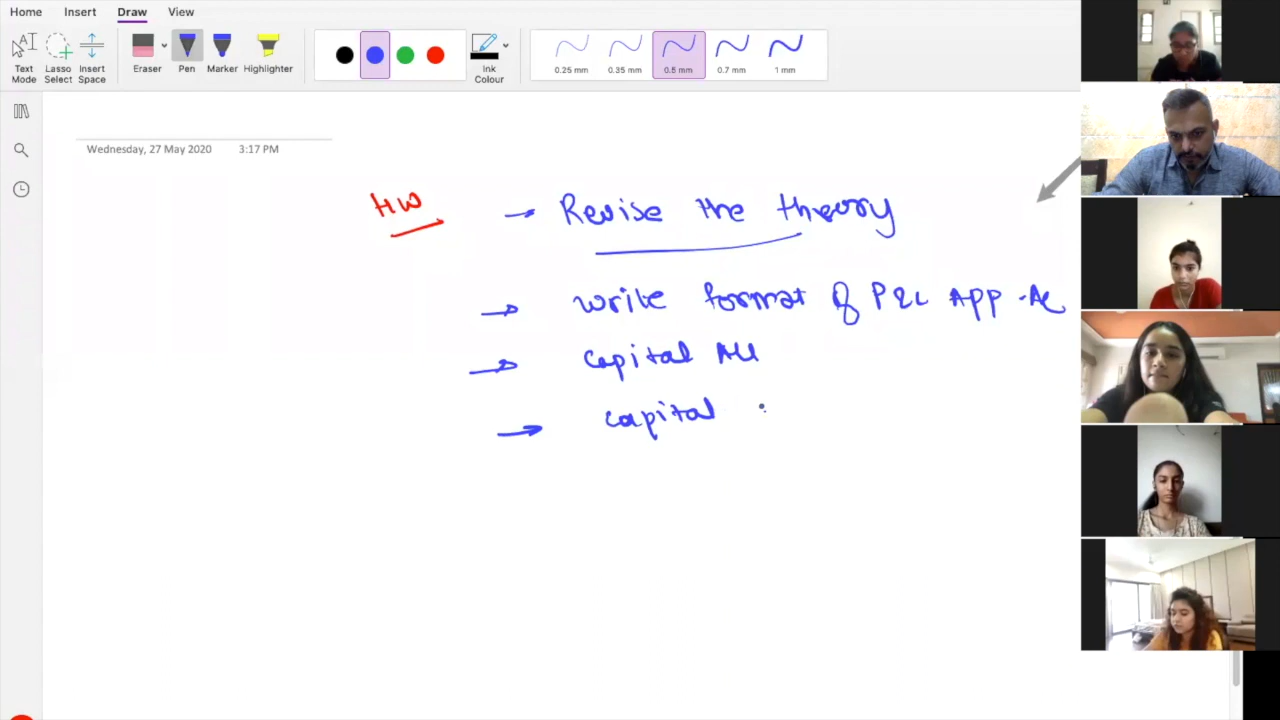 Home Insert Draw View
Text Mode
Lasso Select
Insert Space
Eraser
Pen
Marker
Highlighter
Ink Colour
0.25 mm
0.35 mm
0.5 mm
0.7 mm
1 mm
Wednesday, 27 May 2020 3:17 PM
HW → Revise the theory
→ write format of P&L App. Ac
→ capital
→ capital